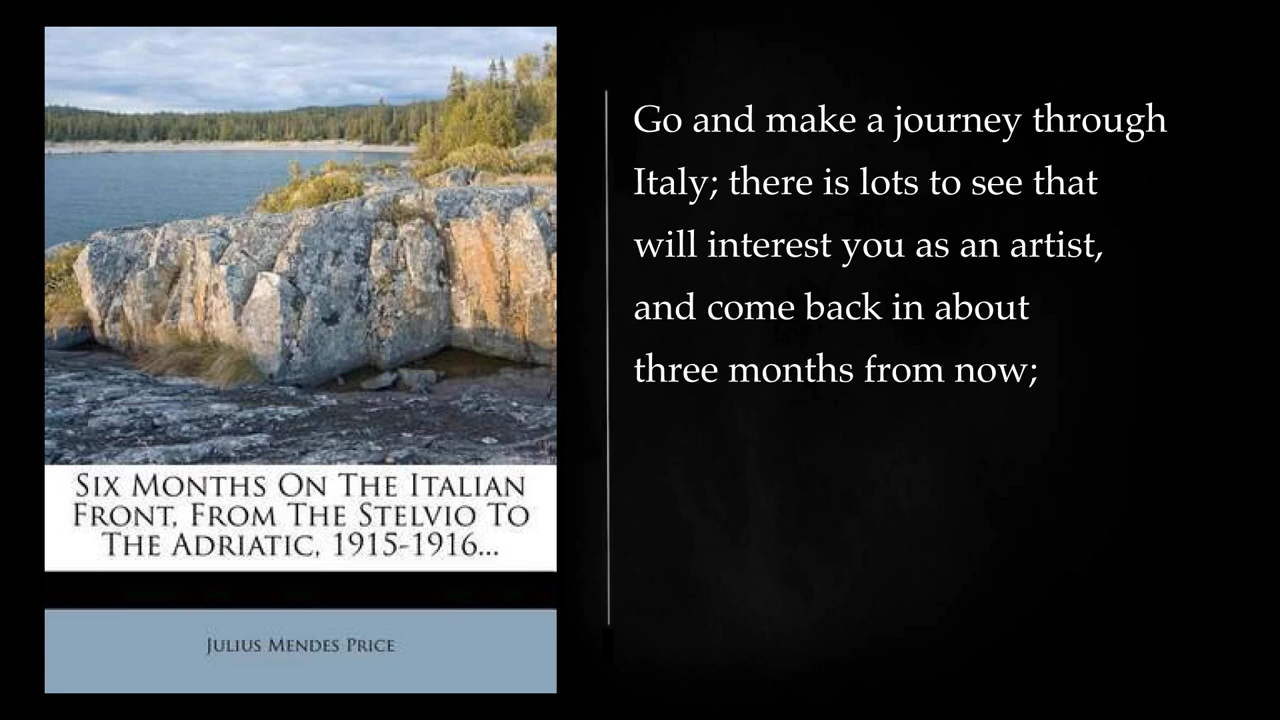 Six Months On The Italian
Front, From The Stelvio To
The Adriatic, 1915-1916...
Julius Mendes Price
Go and make a journey through
Italy; there is lots to see that
will interest you as an artist,
and come back in about
three months from now;